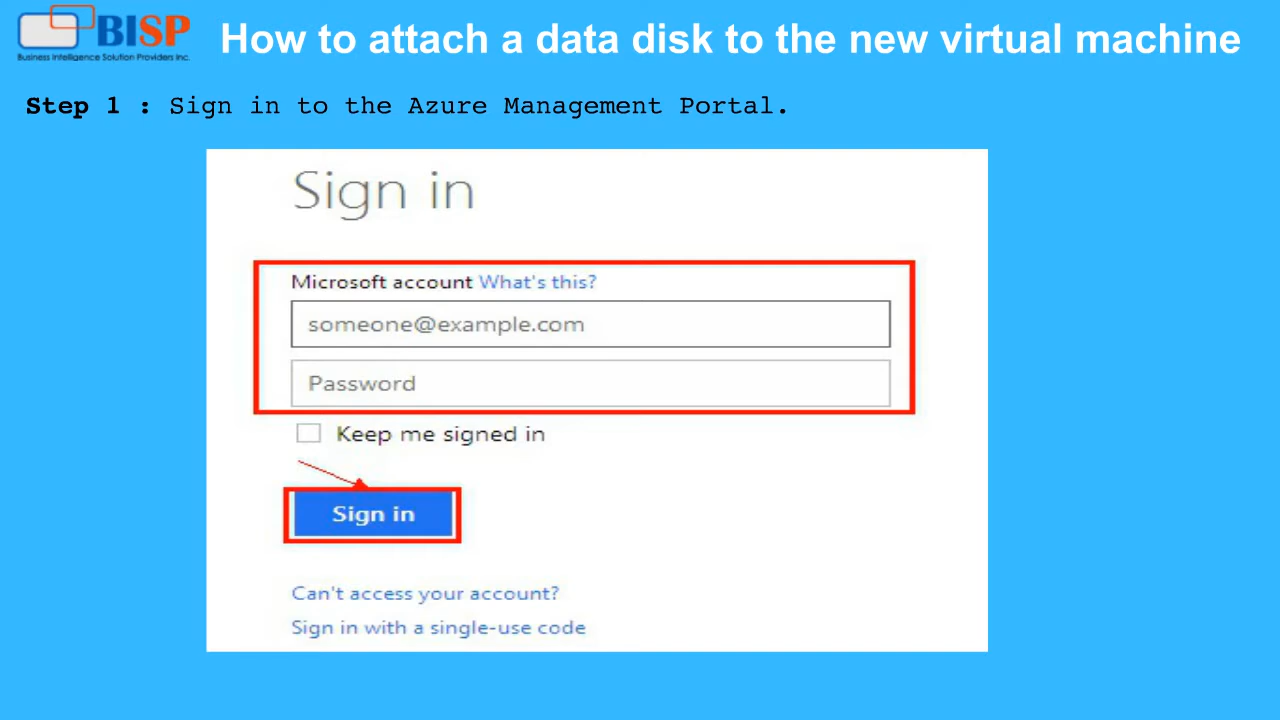 BISP
Business Intelligence Solution Providers Inc.
How to attach a data disk to the new virtual machine
Step 1 : Sign in to the Azure Management Portal.
Sign in
Microsoft account What's this?
someone@example.com
Password
Keep me signed in
Sign in
Can't access your account?
Sign in with a single-use code